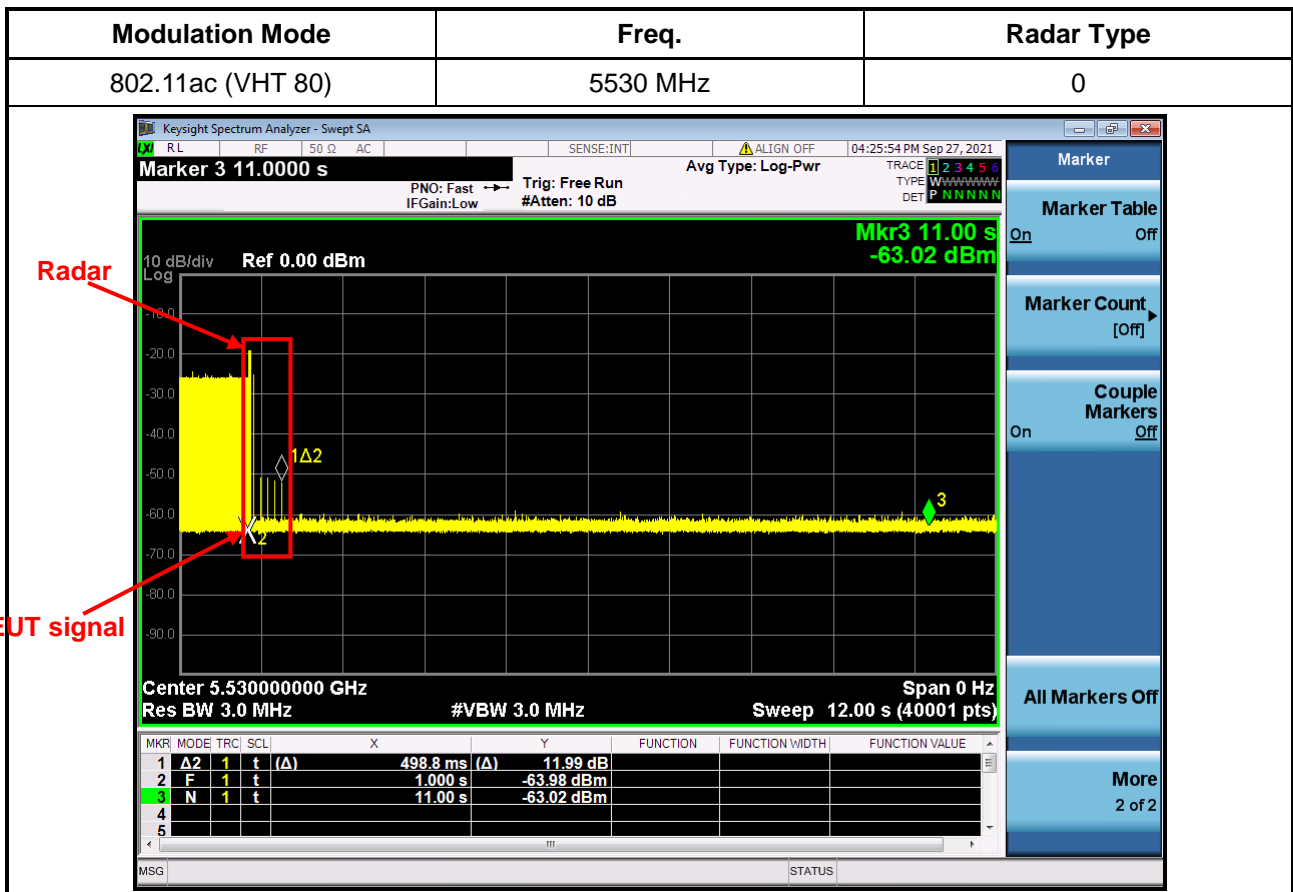 Modulation Mode Freq. Radar Type
802.11ac (VHT 80) 5530 MHz 0
Keysight Spectrum Analyzer - Swept SA
LXI RL RF 50 Ω AC SENSE:INT ALIGN OFF 04:25:54 PM Sep 27, 2021
Marker 3 11.0000 s
PNO: Fast
IFGain:Low
Trig: Free Run
#Atten: 10 dB
Avg Type: Log-Pwr
TRACE 1 2 3 4 5 6
TYPE WWWWWW
DET P N N N N N
Mkr3 11.00 s
-63.02 dBm
10 dB/div
Log
Ref 0.00 dBm
Radar
-10.0
-20.0
-30.0
-40.0
1Δ2
-50.0
-60.0
3
2
-70.0
-80.0
EUT signal
-90.0
Center 5.530000000 GHz Span 0 Hz
Res BW 3.0 MHz #VBW 3.0 MHz Sweep 12.00 s (40001 pts)
MKR MODE TRC SCL X Y FUNCTION FUNCTION WIDTH FUNCTION VALUE
1 Δ2 1 t (Δ) 498.8 ms (Δ) 11.99 dB
2 F 1 t 1.000 s -63.98 dBm
3 N 1 t 11.00 s -63.02 dBm
4
5
MSG STATUS
Marker
Marker Table
On Off
Marker Count
[Off]
Couple
Markers
On Off
All Markers Off
More
2 of 2